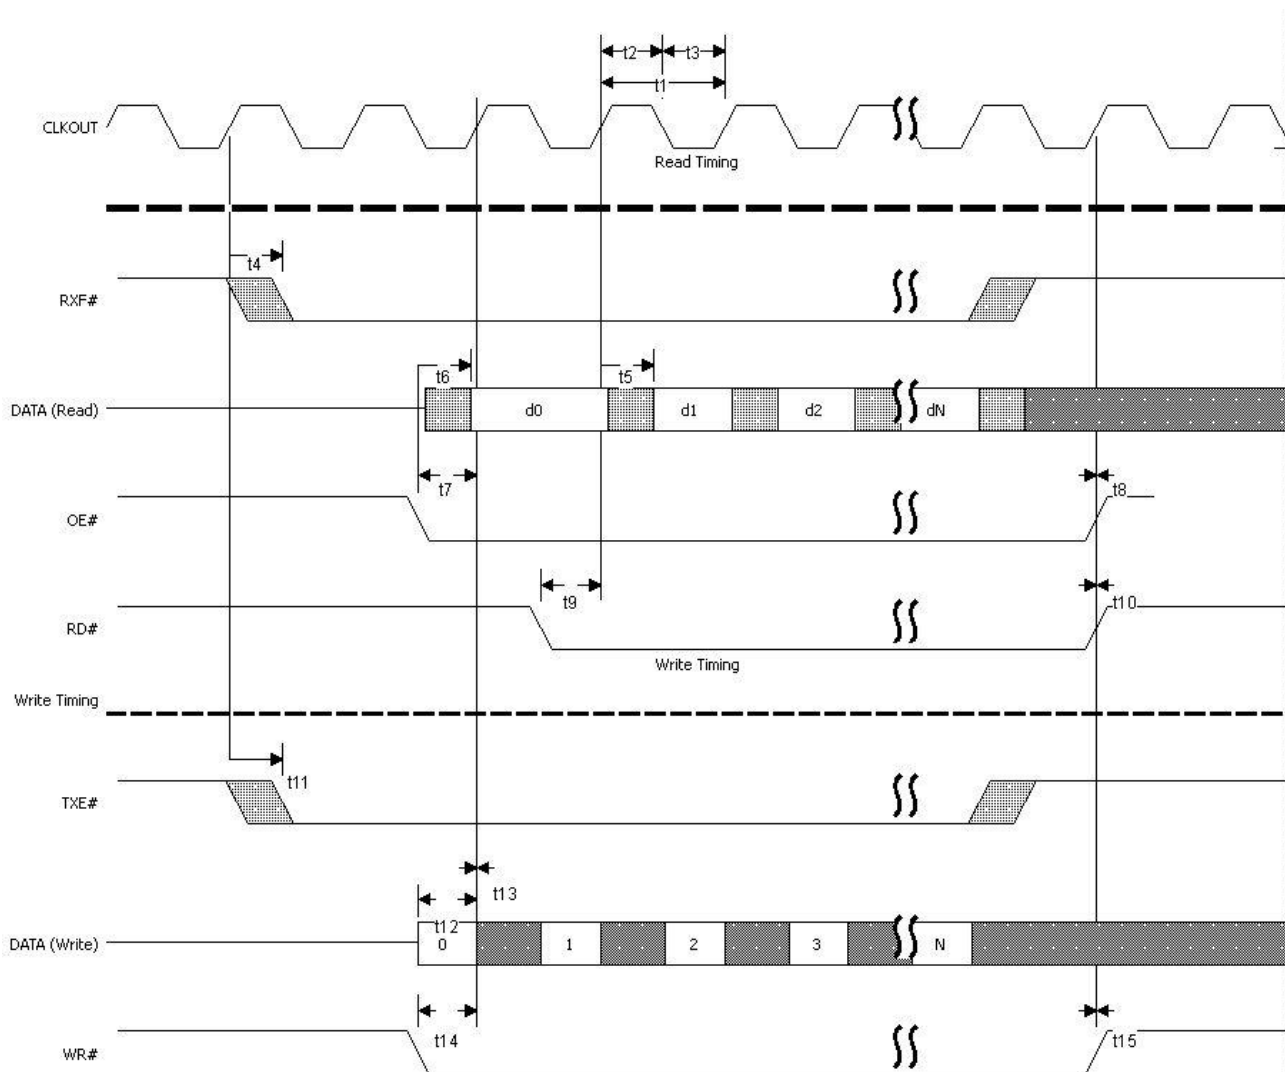 t2 t3
t1
CLKOUT
Read Timing
t4
RXF#
t6 t5
DATA (Read) d0 d1 d2 dN
t7 t8
OE#
t9 t10
RD#
Write Timing
Write Timing
t11
TXE#
t13
t12
DATA (Write) 0 1 2 3 N
t14 t15
WR#